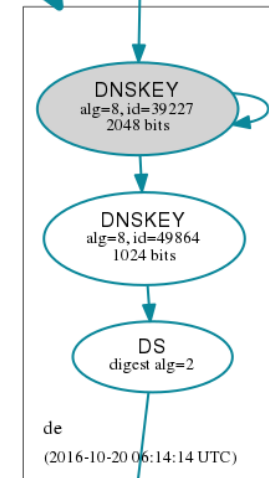 DNSKEY
alg=8, id=39227
2048 bits
DNSKEY
alg=8, id=49864
1024 bits
DS
digest alg=2
de
(2016-10-20 06:14:14 UTC)